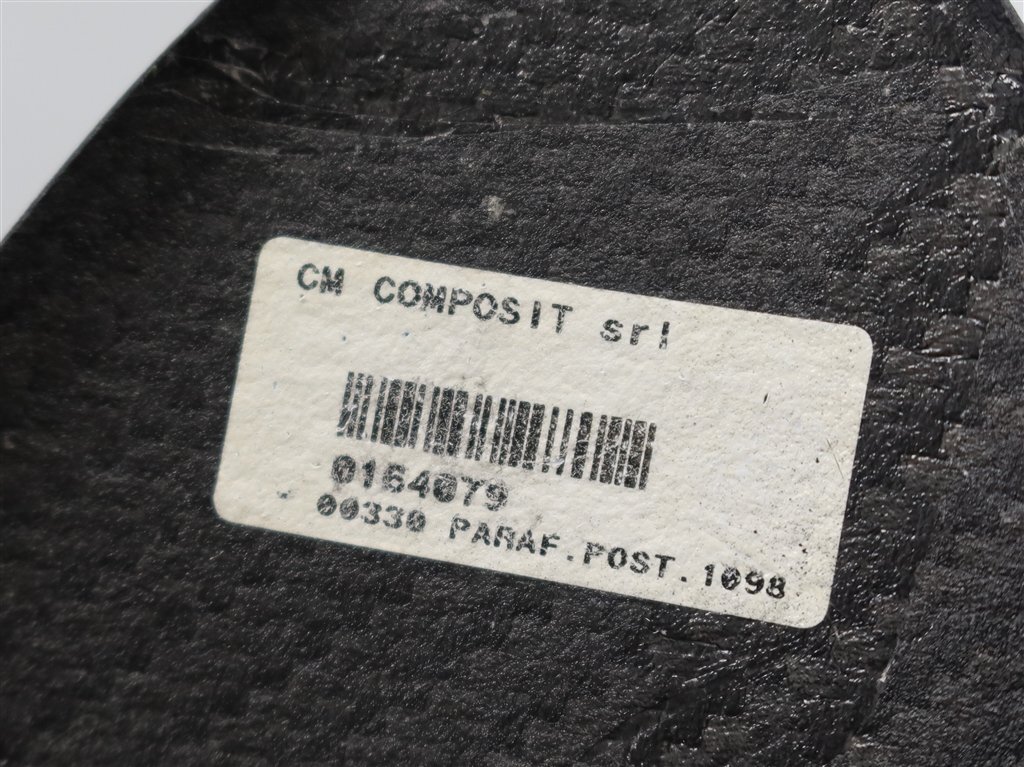 CM COMPOSIT srl
0164079
00330 PARAF.POST.1098